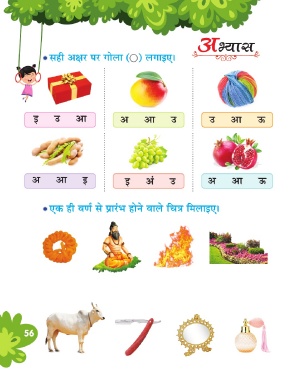 अभ्यास
• सही अक्षर पर गोला (○) लगाइए।
इ उ आ
अ आ उ
उ आ ऊ
अ आ इ
इ अं उ
अ आ ऊ
• एक ही वर्ण से प्रारंभ होने वाले चित्र मिलाइए।
56